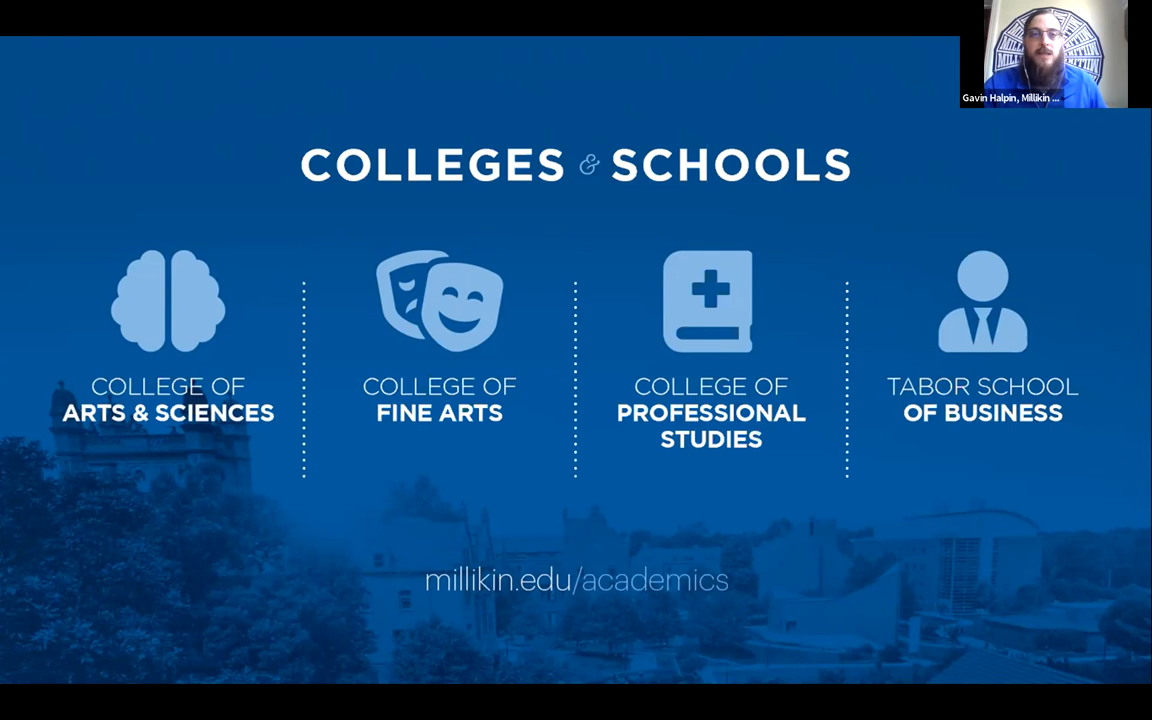 Gavin Halpin, Millikin ...
COLLEGES & SCHOOLS
COLLEGE OF
ARTS & SCIENCES
COLLEGE OF
FINE ARTS
COLLEGE OF
PROFESSIONAL
STUDIES
TABOR SCHOOL
OF BUSINESS
millikin.edu/academics